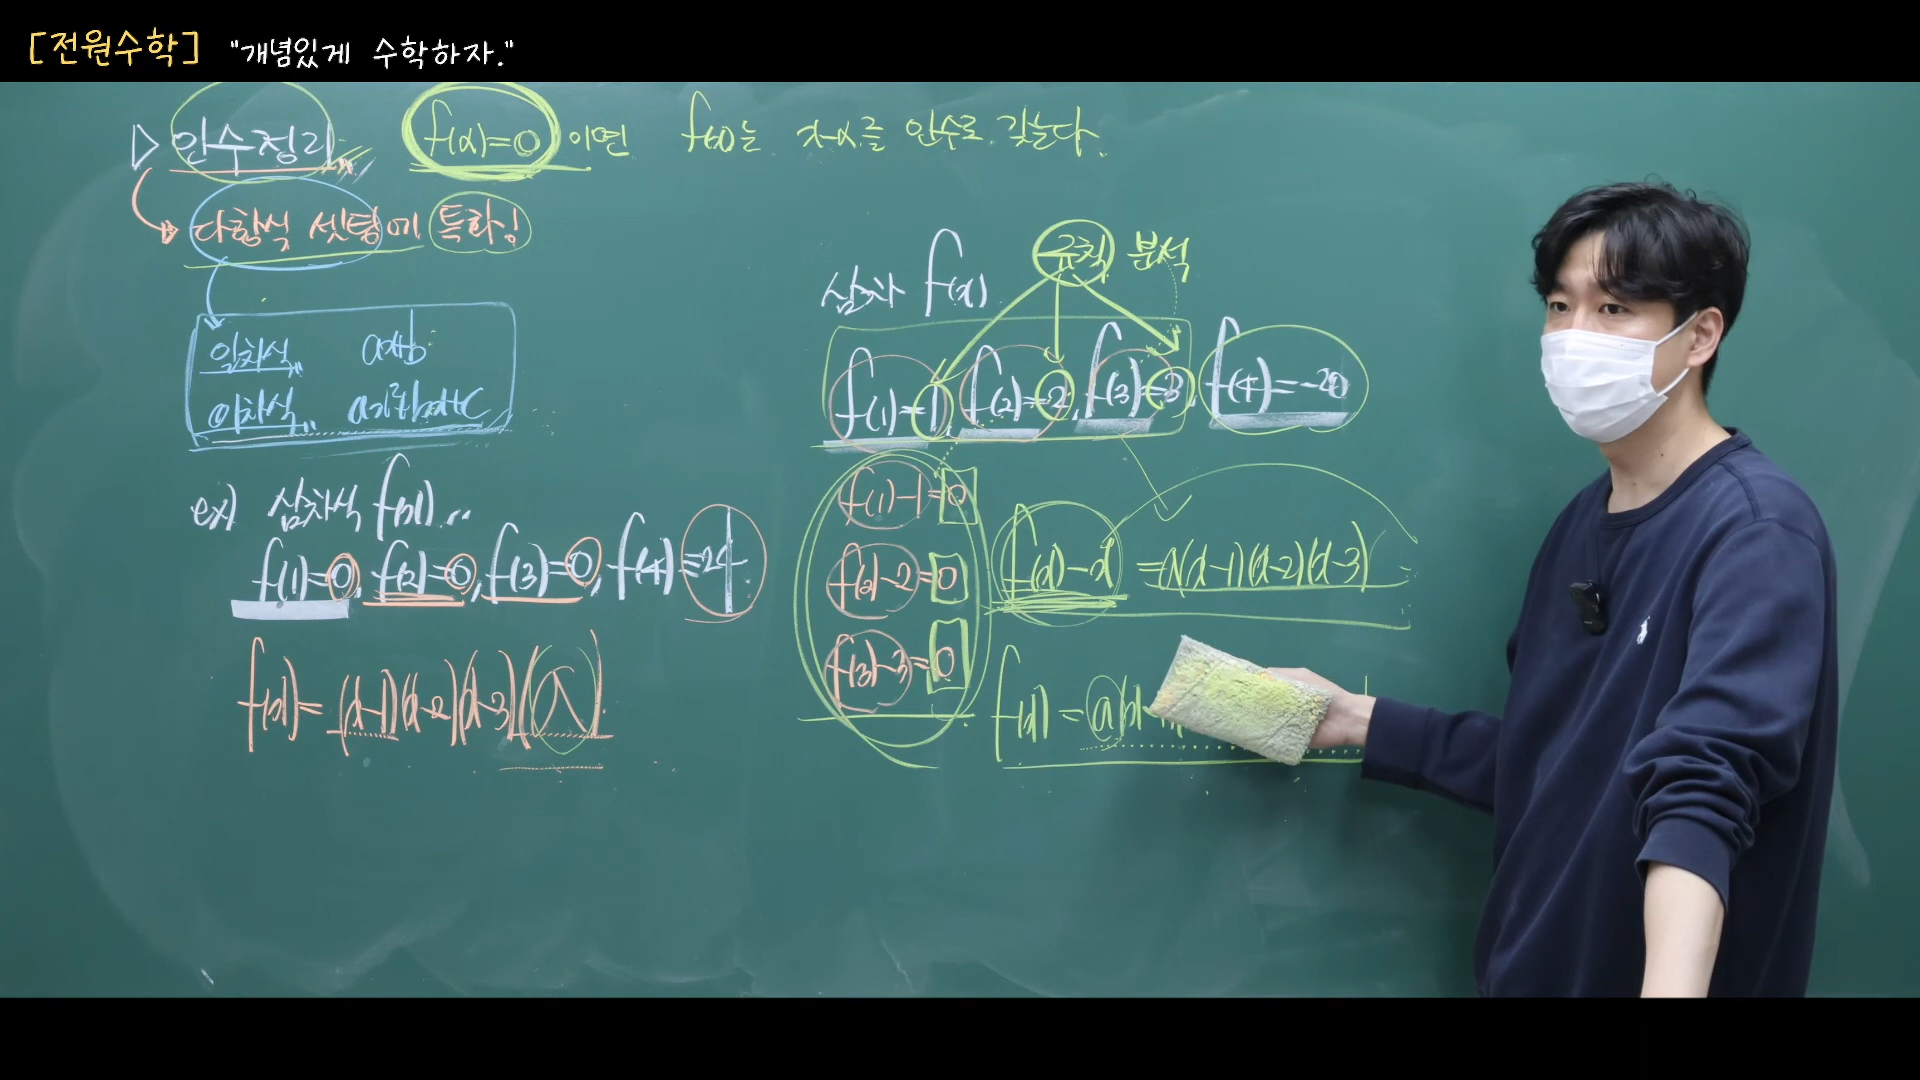 [전원수학] "개념있게 수학하자."
▷ 인수정리 f(α)=0 이면 f(x)는 x-α를 인수로 갖는다.
다항식 셋팅에 특화!
규칙 분석
삼차 f(x)
일차식 ax+b
이차식 ax²+bx+c
f(1)=1, f(2)=2, f(3)=3, f(4)=-20
f(1)-1=0
ex) 삼차식 f(x)..
f(1)=0, f(2)=0, f(3)=0, f(4)=24
f(2)-2=0
f(x)-x =a(x-1)(x-2)(x-3)
f(3)-3=0
f(x)= (x-1)(x-2)(x-3)( )
f(x) =a(x-